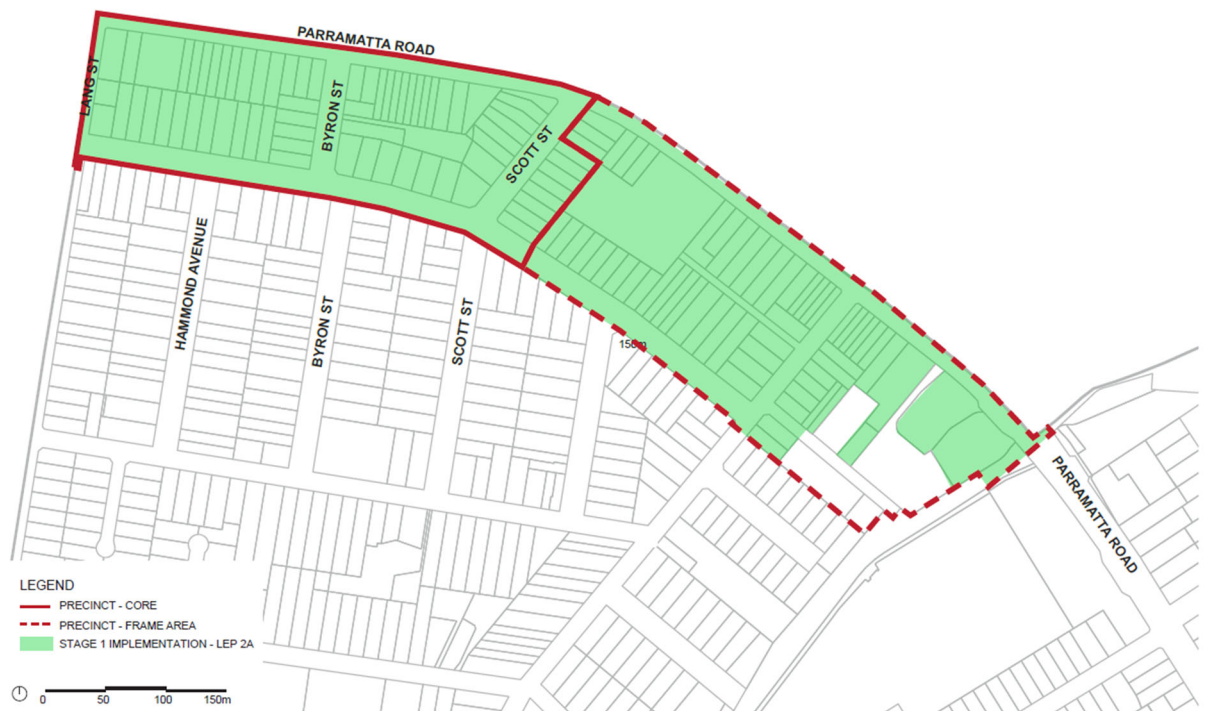 PARRAMATTA ROAD
LANG ST
BYRON ST
SCOTT ST
HAMMOND AVENUE
BYRON ST
SCOTT ST
150m
PARRAMATTA ROAD
LEGEND
PRECINCT - CORE
PRECINCT - FRAME AREA
STAGE 1 IMPLEMENTATION - LEP 2A
0 50 100 150m